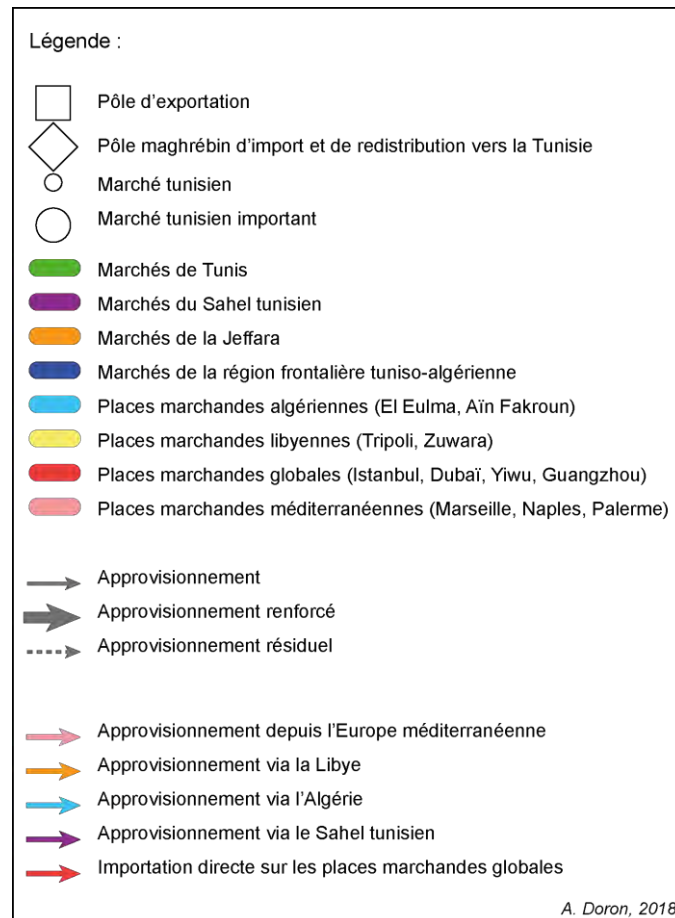 Légende :
Pôle d'exportation
Pôle maghrébin d'import et de redistribution vers la Tunisie
Marché tunisien
Marché tunisien important
Marchés de Tunis
Marchés du Sahel tunisien
Marchés de la Jeffara
Marchés de la région frontalière tuniso-algérienne
Places marchandes algériennes (El Eulma, Aïn Fakroun)
Places marchandes libyennes (Tripoli, Zuwara)
Places marchandes globales (Istanbul, Dubaï, Yiwu, Guangzhou)
Places marchandes méditerranéennes (Marseille, Naples, Palerme)
Approvisionnement
Approvisionnement renforcé
Approvisionnement résiduel
Approvisionnement depuis l'Europe méditerranéenne
Approvisionnement via la Libye
Approvisionnement via l'Algérie
Approvisionnement via le Sahel tunisien
Importation directe sur les places marchandes globales
A. Doron, 2018